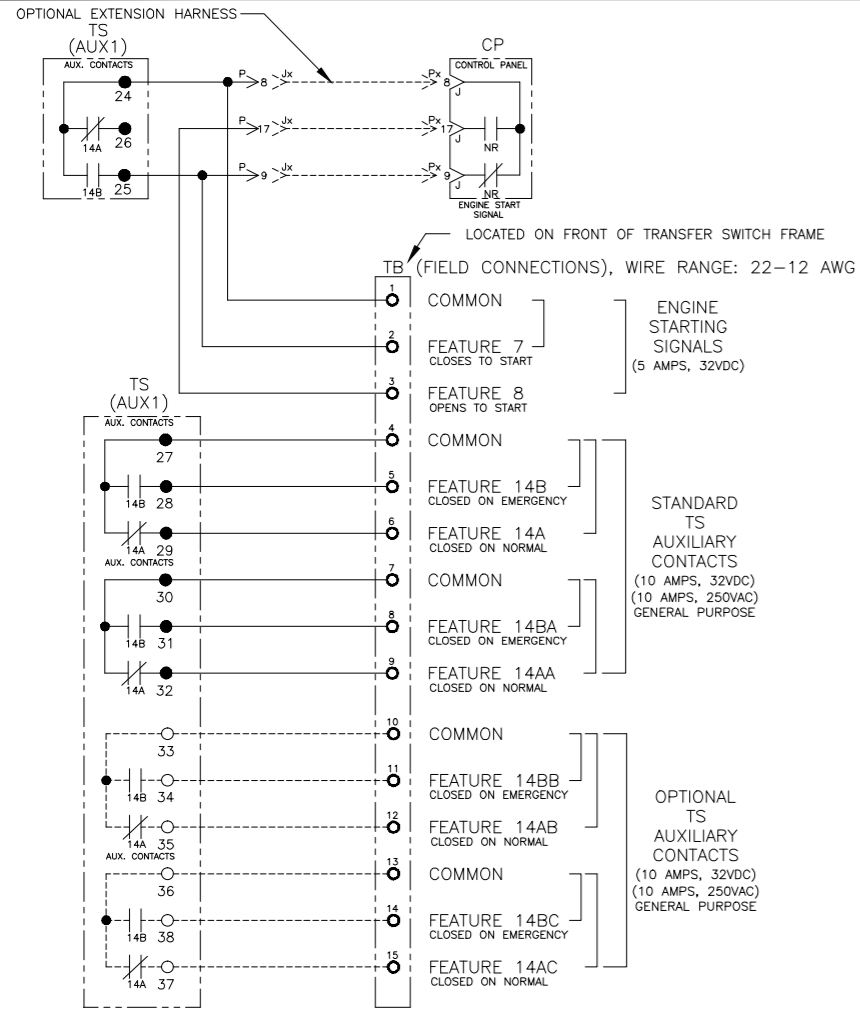 OPTIONAL EXTENSION HARNESS
TS
(AUX1)
AUX. CONTACTS
24
14A
26
14B
25
P 8 Jx
P 17 Jx
P 9 Jx
CP
CONTROL PANEL
Px 8 J
Px 17 J
NR
Px 9 J
NR
ENGINE START
SIGNAL
LOCATED ON FRONT OF TRANSFER SWITCH FRAME
TB (FIELD CONNECTIONS), WIRE RANGE: 22-12 AWG
1 COMMON
2 FEATURE 7
CLOSES TO START
3 FEATURE 8
OPENS TO START
ENGINE
STARTING
SIGNALS
(5 AMPS, 32VDC)
TS
(AUX1)
AUX. CONTACTS
27
14B 28
14A 29
AUX. CONTACTS
30
14B 31
14A 32
4 COMMON
5 FEATURE 14B
CLOSED ON EMERGENCY
6 FEATURE 14A
CLOSED ON NORMAL
7 COMMON
8 FEATURE 14BA
CLOSED ON EMERGENCY
9 FEATURE 14AA
CLOSED ON NORMAL
STANDARD
TS
AUXILIARY
CONTACTS
(10 AMPS, 32VDC)
(10 AMPS, 250VAC)
GENERAL PURPOSE
33
14B 34
14A 35
AUX. CONTACTS
36
14B 38
14A 37
10 COMMON
11 FEATURE 14BB
CLOSED ON EMERGENCY
12 FEATURE 14AB
CLOSED ON NORMAL
13 COMMON
14 FEATURE 14BC
CLOSED ON EMERGENCY
15 FEATURE 14AC
CLOSED ON NORMAL
OPTIONAL
TS
AUXILIARY
CONTACTS
(10 AMPS, 32VDC)
(10 AMPS, 250VAC)
GENERAL PURPOSE